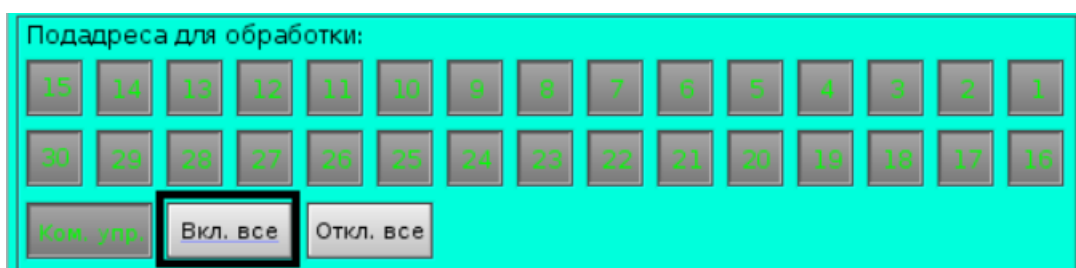 Подадреса для обработки:
15 14 13 12 11 10 9 8 7 6 5 4 3 2 1
30 29 28 27 26 25 24 23 22 21 20 19 18 17 16
Ком. упр. Вкл. все Откл. все